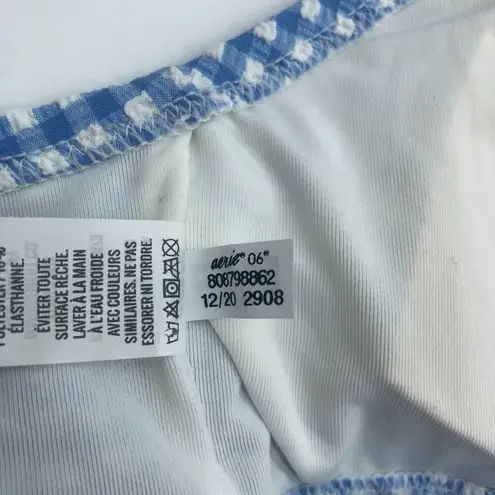 ÉLASTHANNE.
ÉVITER TOUTE
SURFACE RÊCHE.
LAVER À LA MAIN
À L'EAU FROIDE
AVEC COULEURS
SIMILAIRES. NE PAS
ESSORER NI TORDRE.
aerie® 06®
808798862
12/20 2908